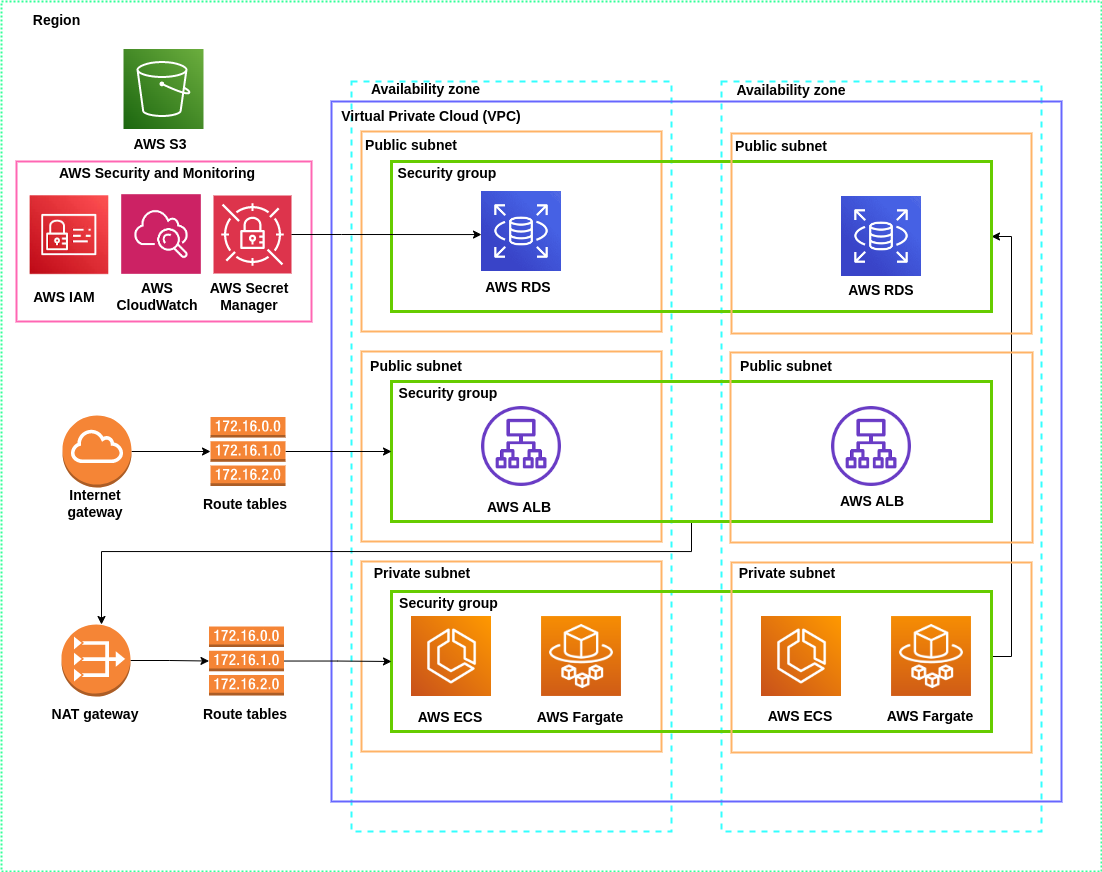 Region
AWS S3
AWS Security and Monitoring
AWS IAM
AWS
CloudWatch
AWS Secret
Manager
Availability zone
Availability zone
Virtual Private Cloud (VPC)
Public subnet
Public subnet
Security group
AWS RDS
AWS RDS
Public subnet
Public subnet
Security group
AWS ALB
AWS ALB
Internet
gateway
172.16.0.0
172.16.1.0
172.16.2.0
Route tables
Private subnet
Private subnet
Security group
AWS ECS
AWS Fargate
AWS ECS
AWS Fargate
NAT gateway
172.16.0.0
172.16.1.0
172.16.2.0
Route tables